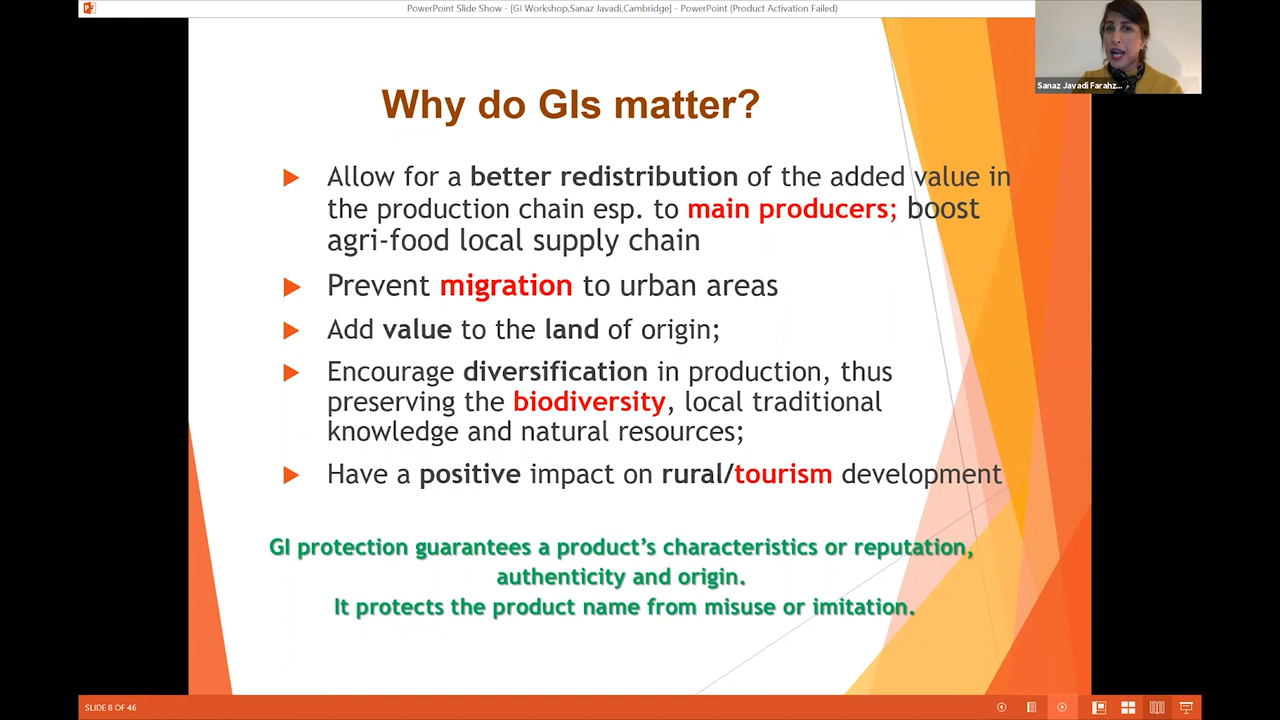 PowerPoint Slide Show - [GI Workshop,Sanaz Javadi,Cambridge] - PowerPoint (Product Activation Failed)
Sanaz Javadi Farahz...
Why do GIs matter?
Allow for a better redistribution of the added value in
the production chain esp. to main producers; boost
agri-food local supply chain
Prevent migration to urban areas
Add value to the land of origin;
Encourage diversification in production, thus
preserving the biodiversity, local traditional
knowledge and natural resources;
Have a positive impact on rural/tourism development
GI protection guarantees a product’s characteristics or reputation,
authenticity and origin.
It protects the product name from misuse or imitation.
SLIDE 8 OF 46